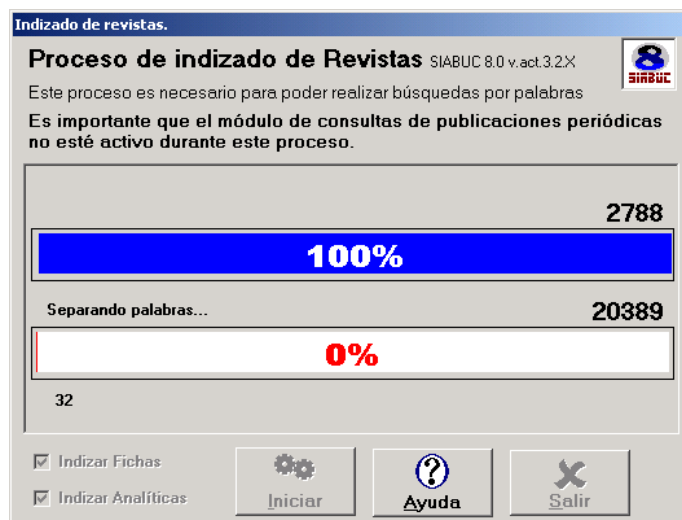 Indizado de revistas.
Proceso de indizado de Revistas SIABUC 8.0 v.act.3.2.X
8
SIABUC
Este proceso es necesario para poder realizar búsquedas por palabras
Es importante que el módulo de consultas de publicaciones periódicas
no esté activo durante este proceso.
2788
100%
Separando palabras...
20389
0%
32
Indizar Fichas
Indizar Analíticas
Iniciar
Ayuda
Salir